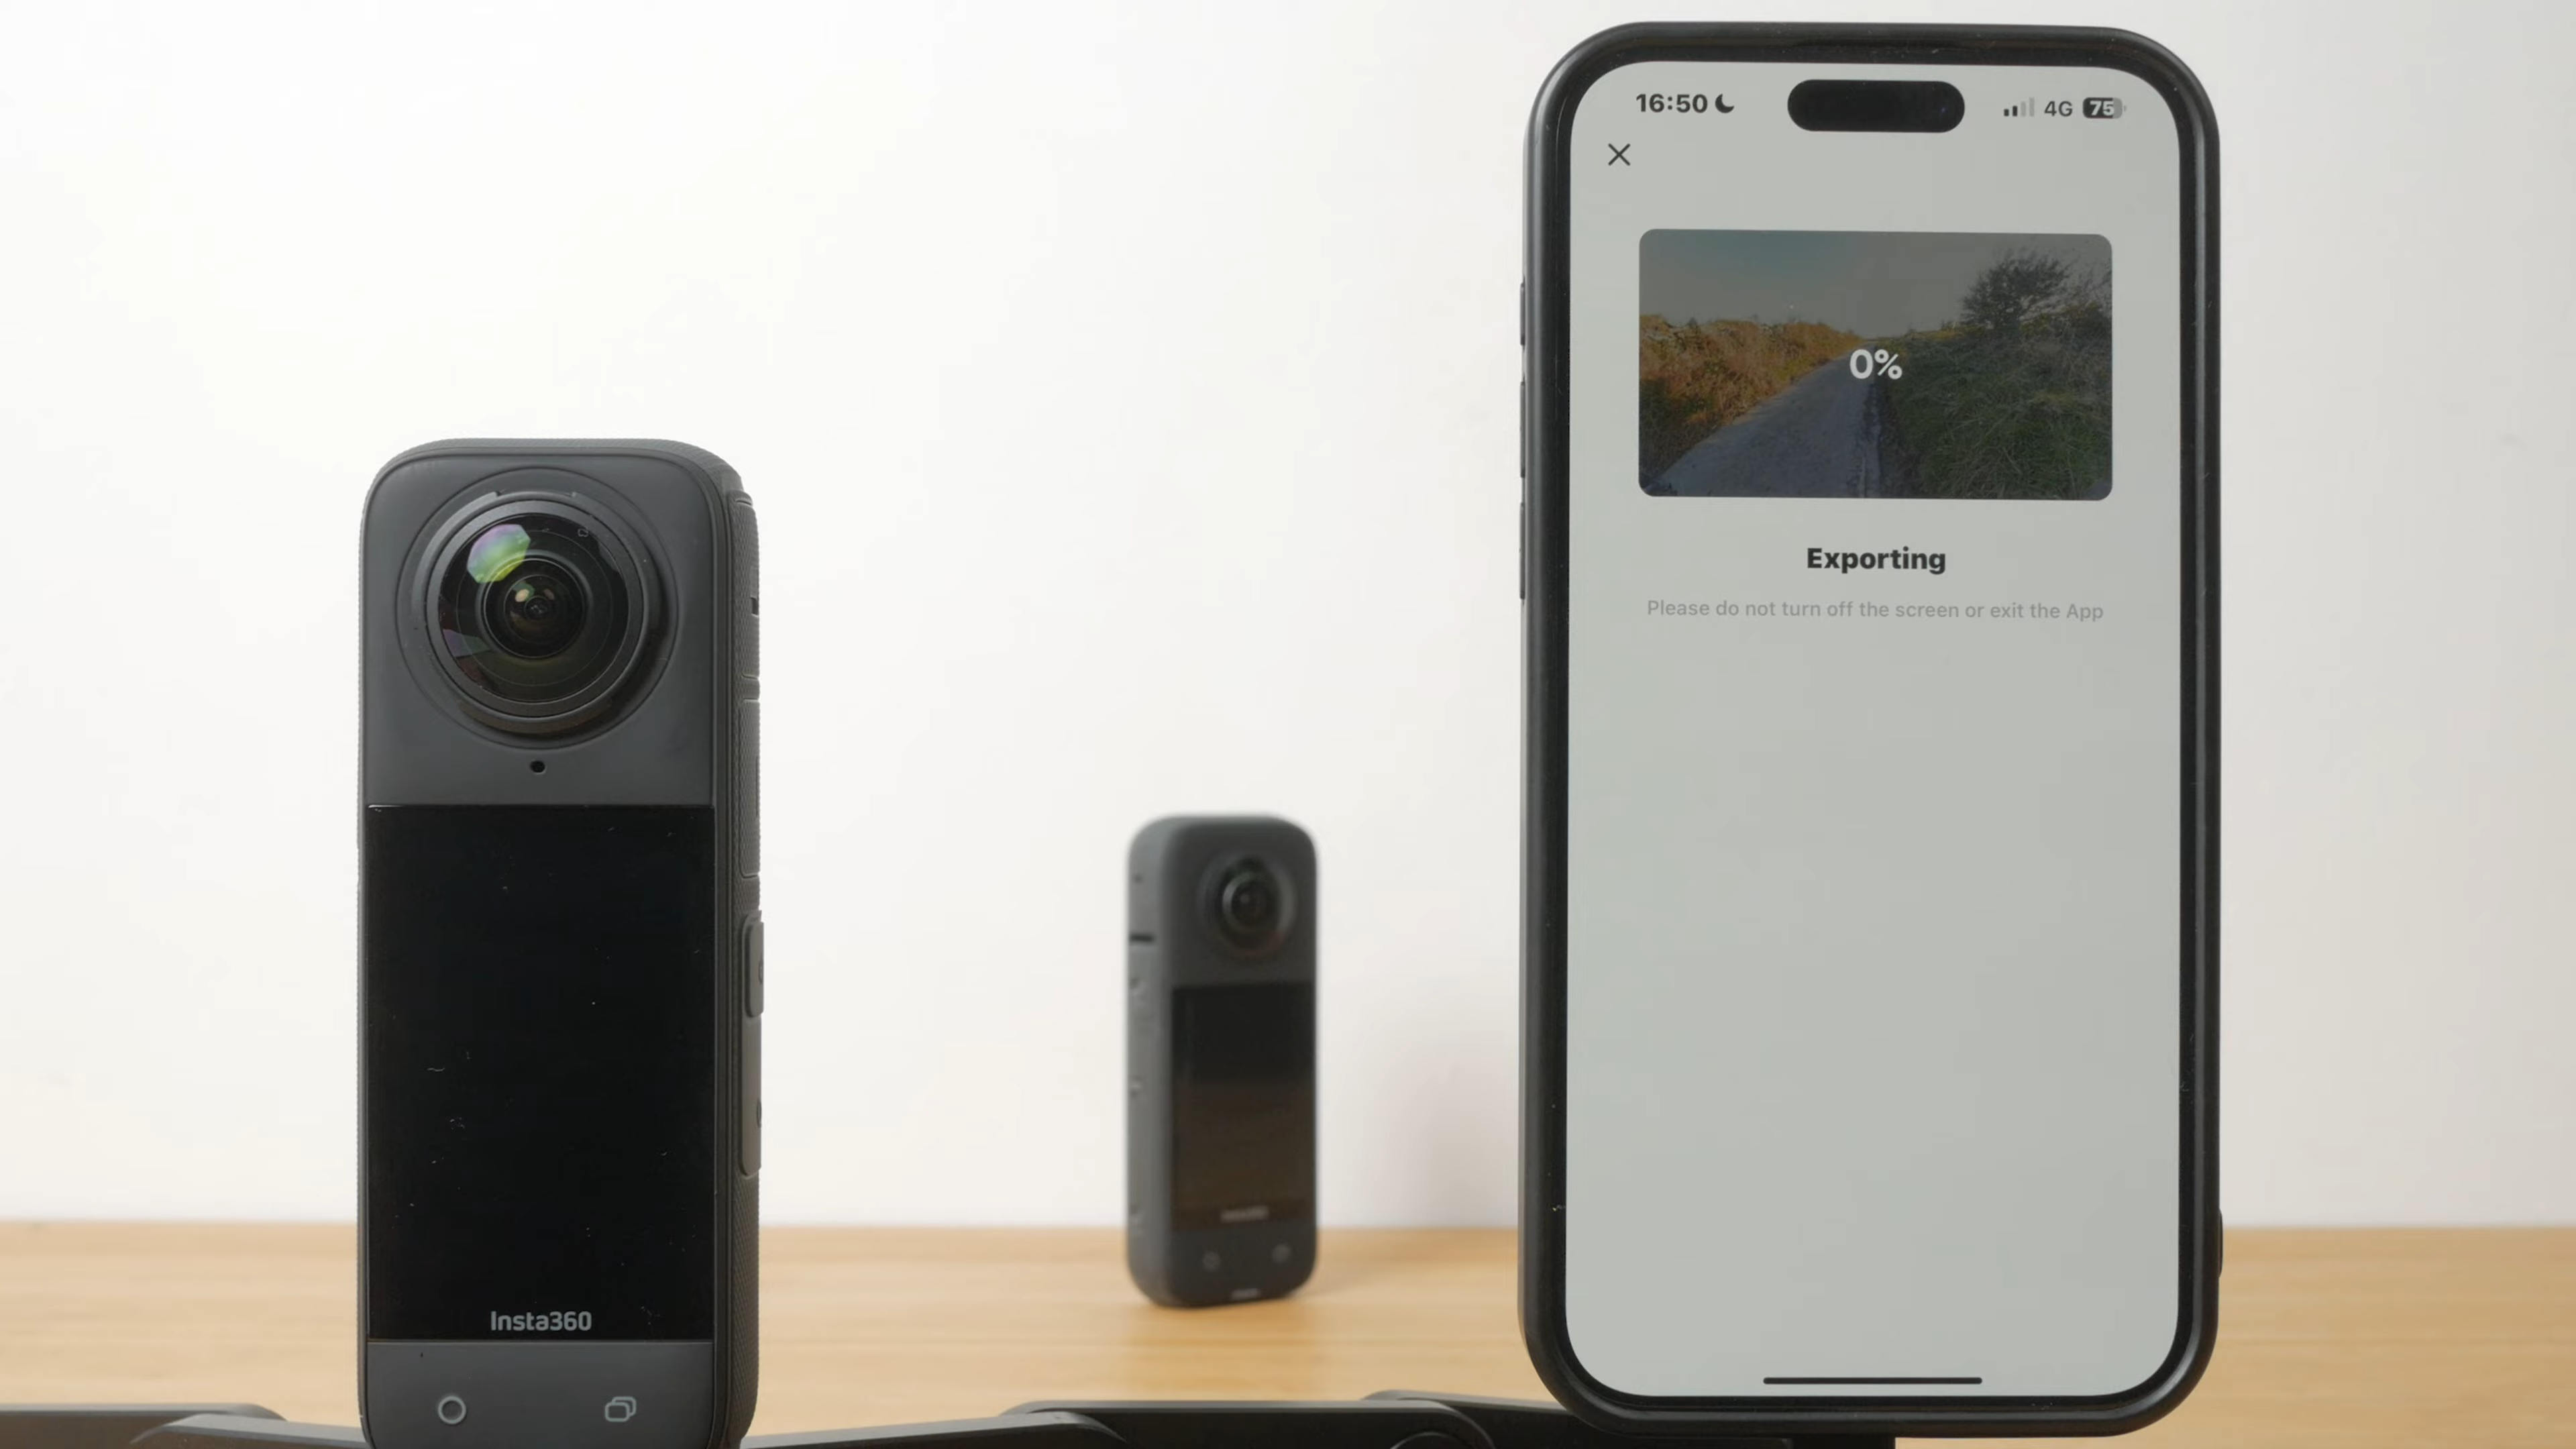 16:50
4G
75
0%
Exporting
Please do not turn off the screen or exit the App
Insta360